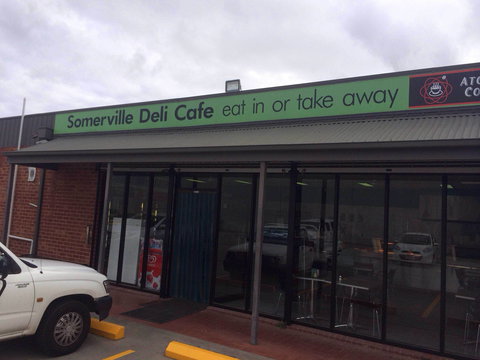 Somerville Deli Cafe eat in or take away